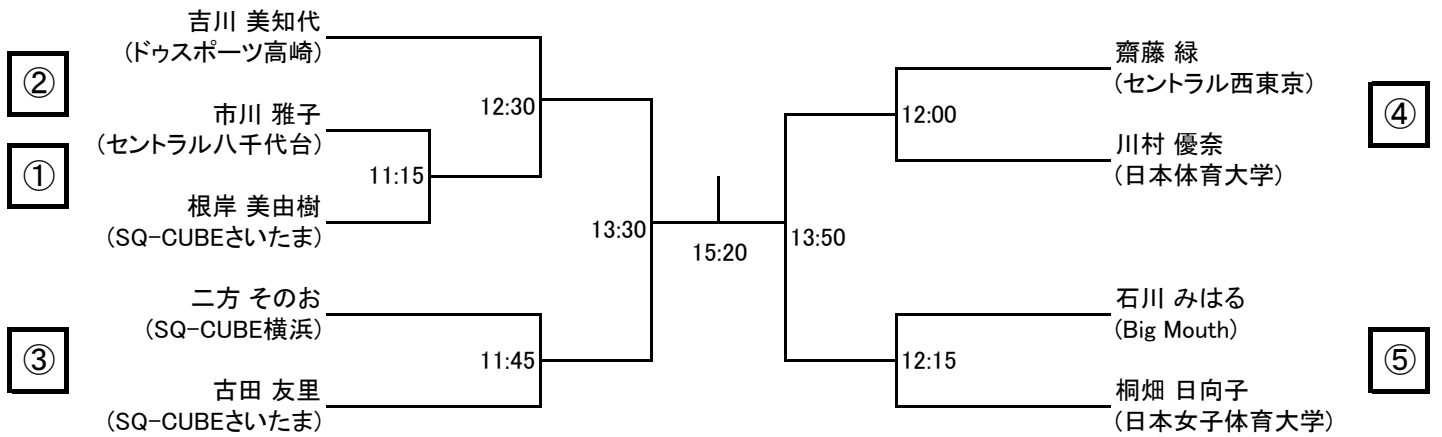 吉川 美知代
(ドゥスポーツ高崎)
②
12:30
市川 雅子
(セントラル八千代台)
①
11:15
根岸 美由樹
(SQ-CUBEさいたま)
13:30
二方 そのお
(SQ-CUBE横浜)
③
11:45
古田 友里
(SQ-CUBEさいたま)
15:20
齋藤 緑
(セントラル西東京)
④
12:00
川村 優奈
(日本体育大学)
13:50
石川 みはる
(Big Mouth)
⑤
12:15
桐畑 日向子
(日本女子体育大学)